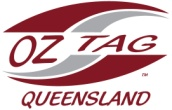 OZ TAG
™
QUEENSLAND